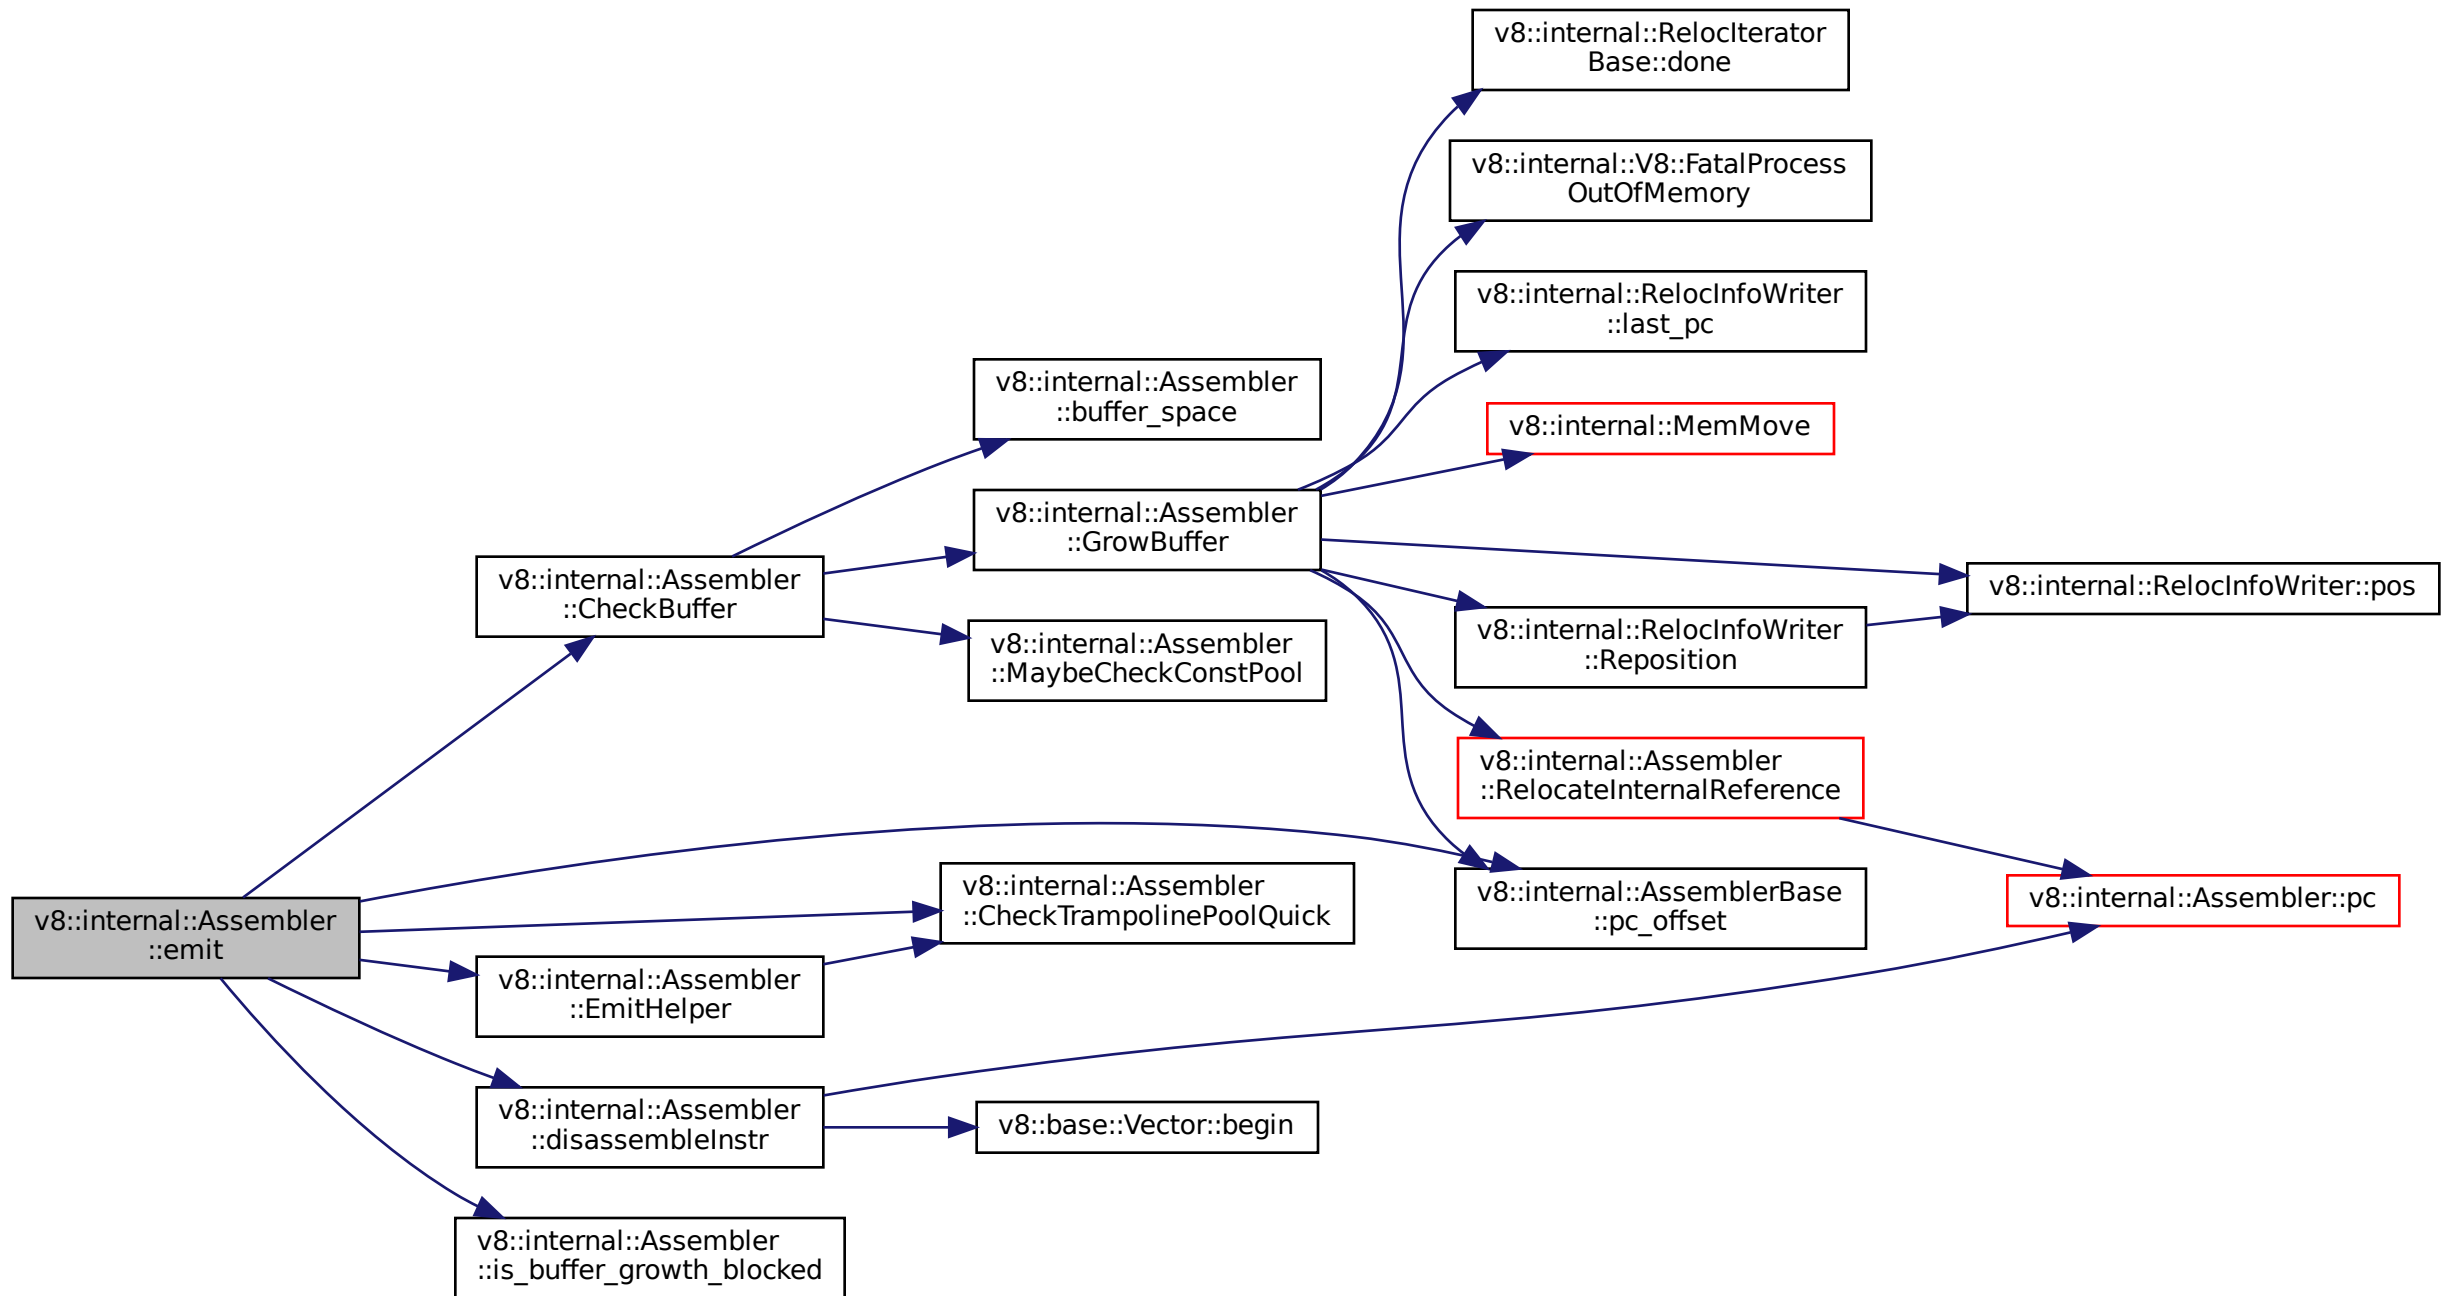 v8::internal::RelocIterator
Base::done
v8::internal::V8::FatalProcess
OutOfMemory
v8::internal::RelocInfoWriter
::last_pc
v8::internal::Assembler
::buffer_space
v8::internal::MemMove
v8::internal::Assembler
::GrowBuffer
v8::internal::Assembler
::CheckBuffer
v8::internal::RelocInfoWriter::pos
v8::internal::Assembler
::MaybeCheckConstPool
v8::internal::RelocInfoWriter
::Reposition
v8::internal::Assembler
::RelocateInternalReference
v8::internal::Assembler
::emit
v8::internal::Assembler
::CheckTrampolinePoolQuick
v8::internal::AssemblerBase
::pc_offset
v8::internal::Assembler::pc
v8::internal::Assembler
::EmitHelper
v8::internal::Assembler
::disassembleInstr
v8::base::Vector::begin
v8::internal::Assembler
::is_buffer_growth_blocked